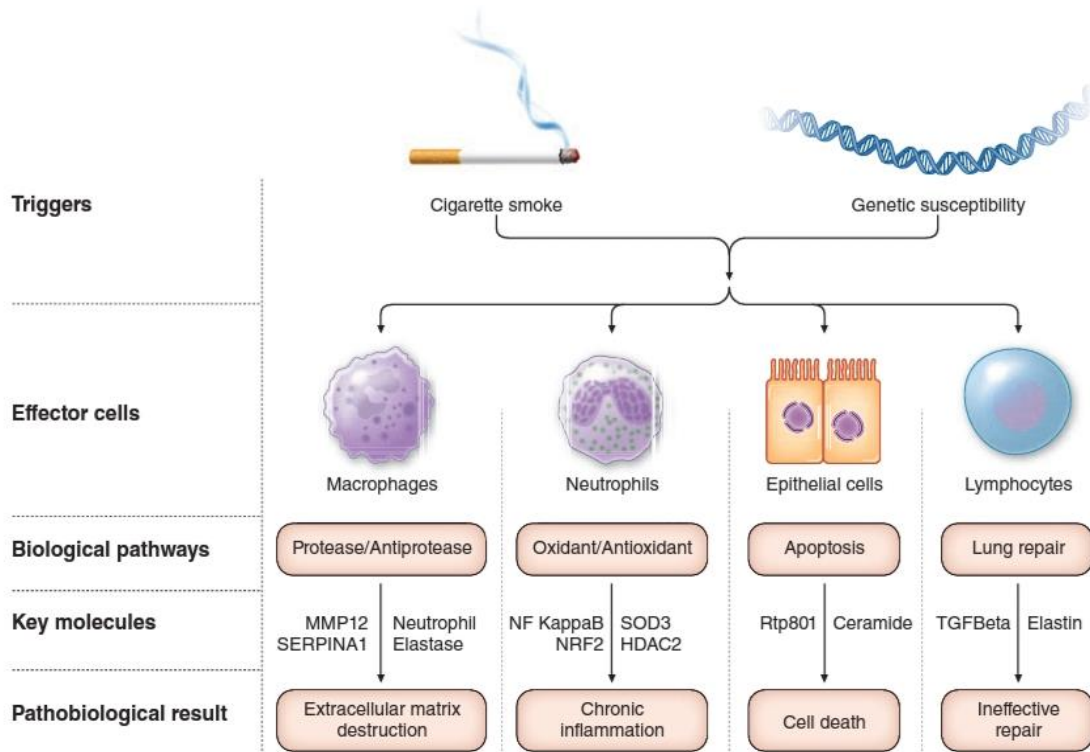 Triggers
Cigarette smoke
Genetic susceptibility
Effector cells
Macrophages
Neutrophils
Epithelial cells
Lymphocytes
Biological pathways
Protease/Antiprotease
Oxidant/Antioxidant
Apoptosis
Lung repair
Key molecules
MMP12
SERPINA1
Neutrophil
Elastase
NF KappaB
NRF2
SOD3
HDAC2
Rtp801
Ceramide
TGFBeta
Elastin
Pathobiological result
Extracellular matrix
destruction
Chronic
inflammation
Cell death
Ineffective
repair